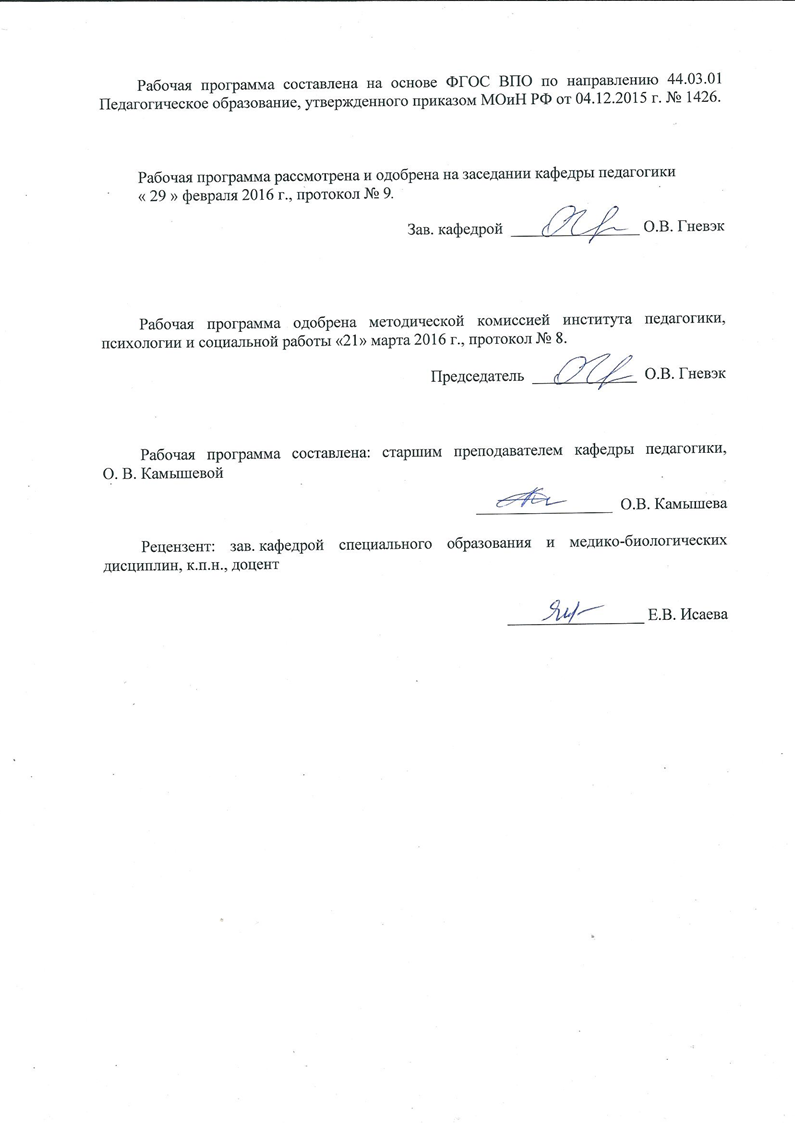 Рабочая программа составлена на основе ФГОС ВПО по направлению 44.03.01
Педагогическое образование, утвержденного приказом МОиН РФ от 04.12.2015 г. № 1426.
Рабочая программа рассмотрена и одобрена на заседании кафедры педагогики
« 29 » февраля 2016 г., протокол № 9.
Зав. кафедрой ________________ О.В. Гневэк
Рабочая программа одобрена методической комиссией института педагогики,
психологии и социальной работы «21» марта 2016 г., протокол № 8.
Председатель _____________ О.В. Гневэк
Рабочая программа составлена: старшим преподавателем кафедры педагогики,
О. В. Камышевой
_________________ О.В. Камышева
Рецензент: зав. кафедрой специального образования и медико-биологических
дисциплин, к.п.н., доцент
_________________ Е.В. Исаева